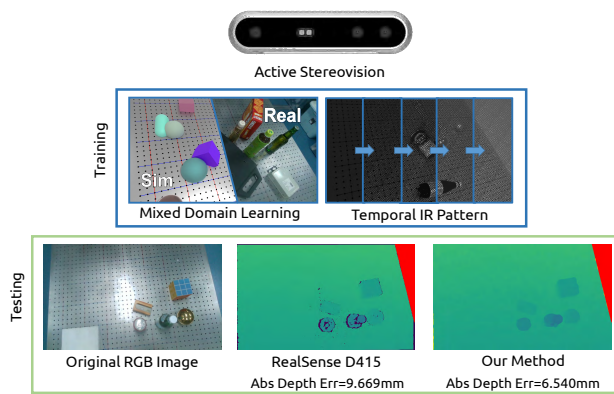 Active Stereovision
Training
Real
Sim
Mixed Domain Learning
Temporal IR Pattern
Testing
Original RGB Image
RealSense D415
Our Method
Abs Depth Err=9.669mm
Abs Depth Err=6.540mm